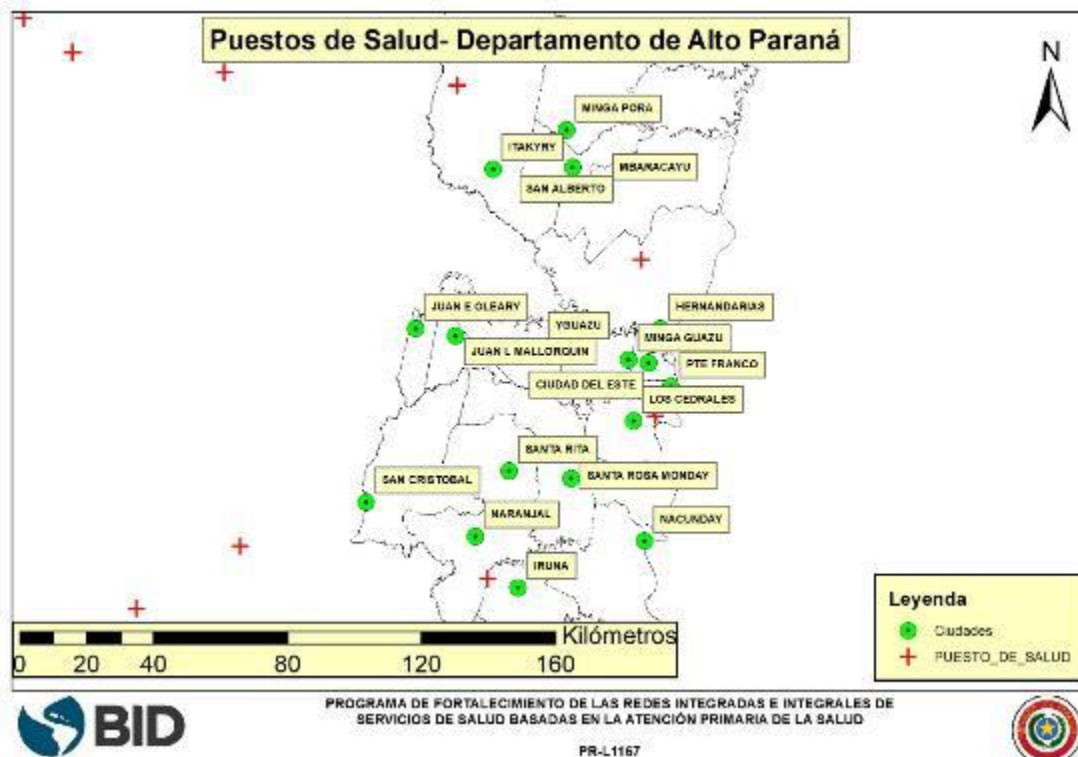 Puestos de Salud- Departamento de Alto Paraná
N
MINGA PORA
ITAKYRY
MBARACAYU
SAN ALBERTO
JUAN E OLEARY
HERNANDARIAS
YGUAZU
MINGA GUAZU
JUAN L MALLORQUIN
PTE FRANCO
CIUDAD DEL ESTE
LOS CEDRALES
SANTA RITA
SAN CRISTOBAL
SANTA ROSA MONDAY
NARANJAL
NACUNDAY
IRUNA
Leyenda
Ciudades
PUESTO_DE_SALUD
Kilómetros
0 20 40 80 120 160
BID
PROGRAMA DE FORTALECIMIENTO DE LAS REDES INTEGRADAS E INTEGRALES DE
SERVICIOS DE SALUD BASADAS EN LA ATENCIÓN PRIMARIA DE LA SALUD
PR-L1167